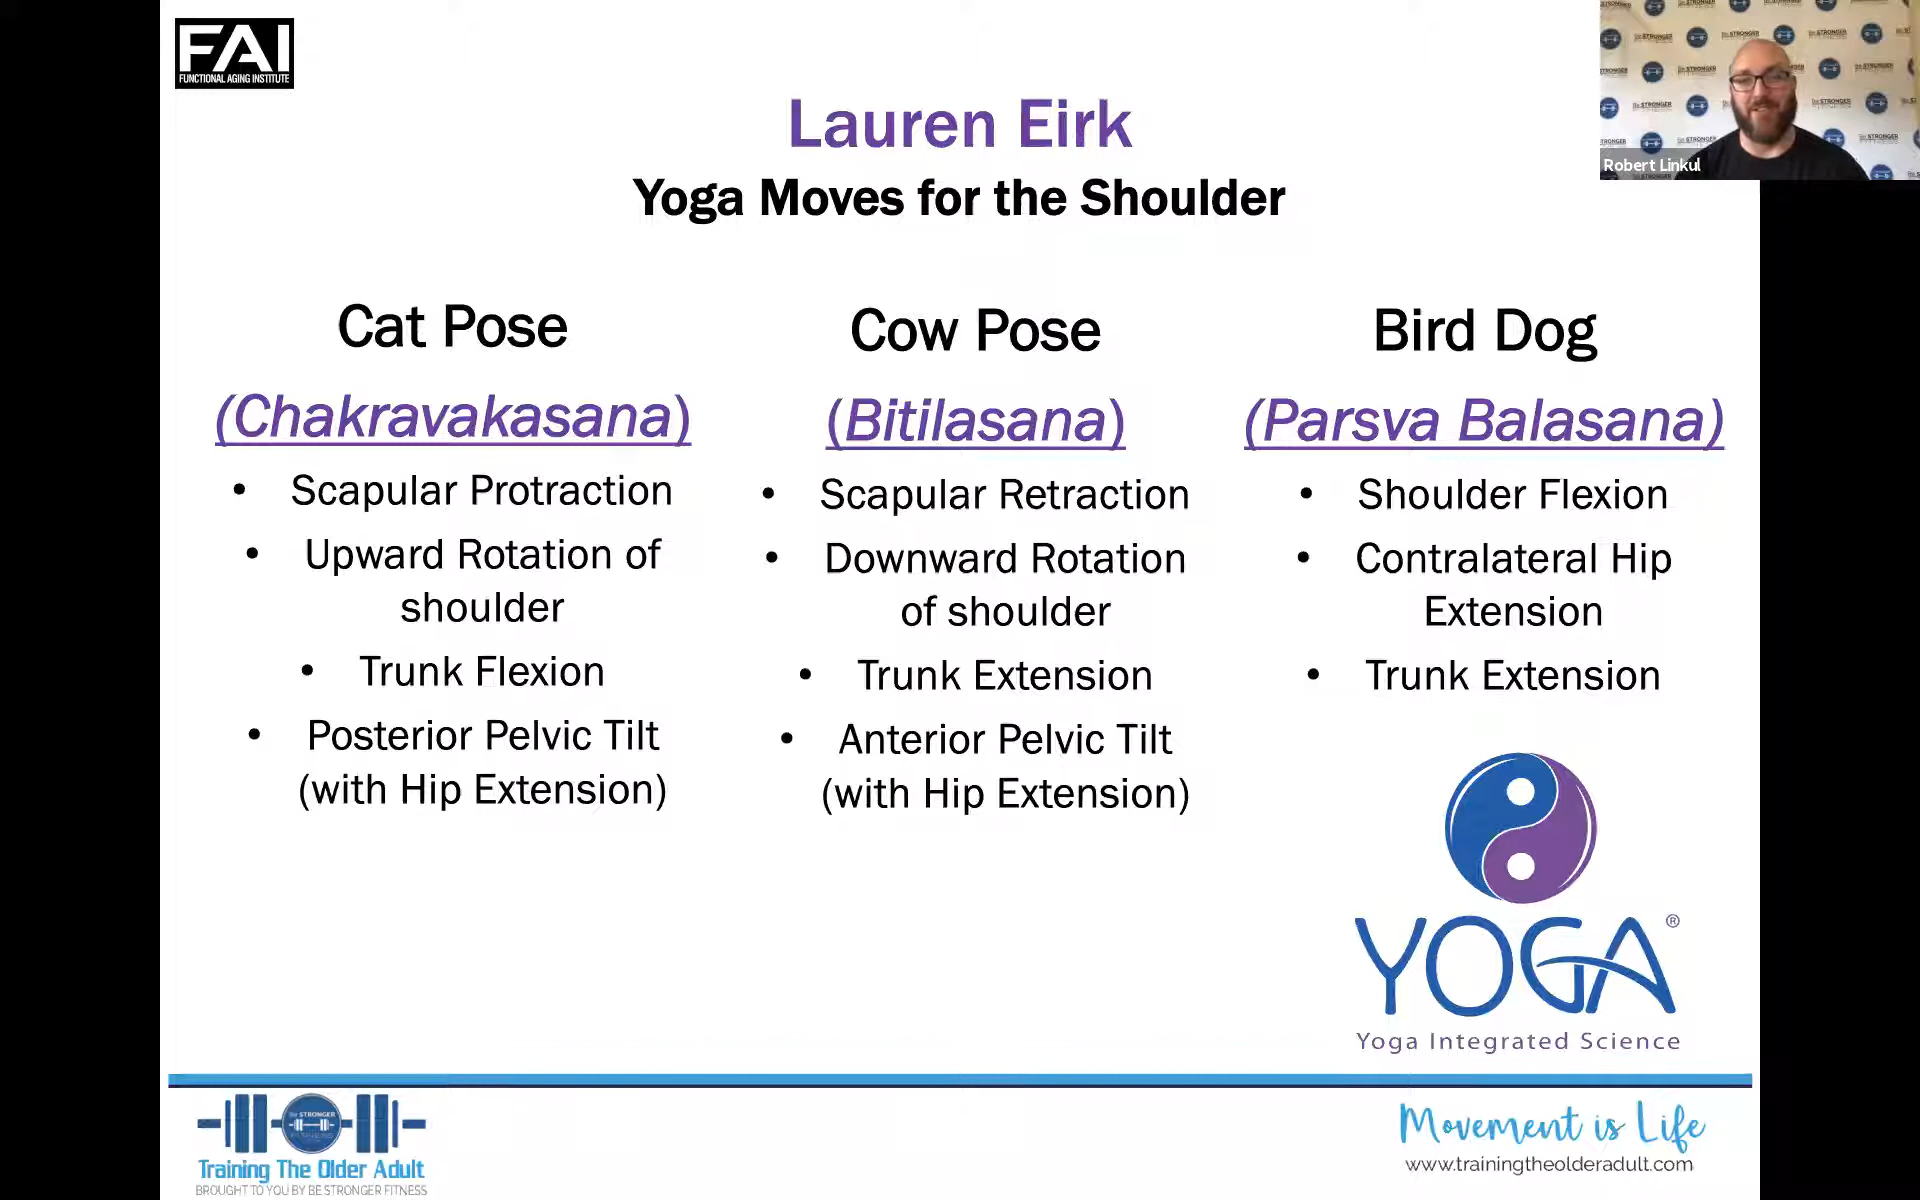 FAI
FUNCTIONAL AGING INSTITUTE
Lauren Eirk
Yoga Moves for the Shoulder
Robert Linkul
Cat Pose
(Chakravakasana)
• Scapular Protraction
• Upward Rotation of
shoulder
• Trunk Flexion
• Posterior Pelvic Tilt
(with Hip Extension)
Cow Pose
(Bitilasana)
• Scapular Retraction
• Downward Rotation
of shoulder
• Trunk Extension
• Anterior Pelvic Tilt
(with Hip Extension)
Bird Dog
(Parsva Balasana)
• Shoulder Flexion
• Contralateral Hip
Extension
• Trunk Extension
YOGA®
Yoga Integrated Science
Be STRONGER
FITNESS
Training The Older Adult
BROUGHT TO YOU BY BE STRONGER FITNESS
Movement is Life
www.trainingtheolderadult.com